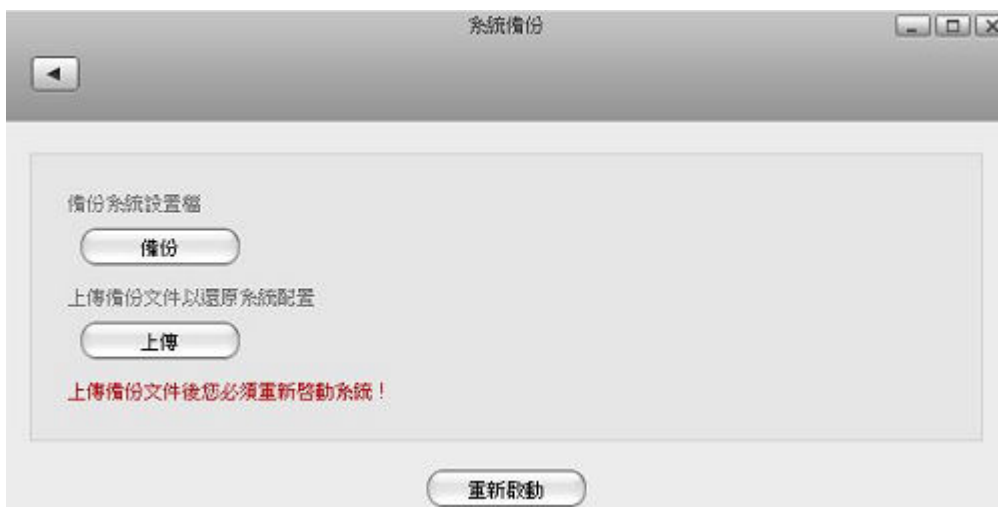 系統備份
備份系統設置檔
備份
上傳備份文件以還原系統配置
上傳
上傳備份文件後您必須重新啓動系統！
重新啟動